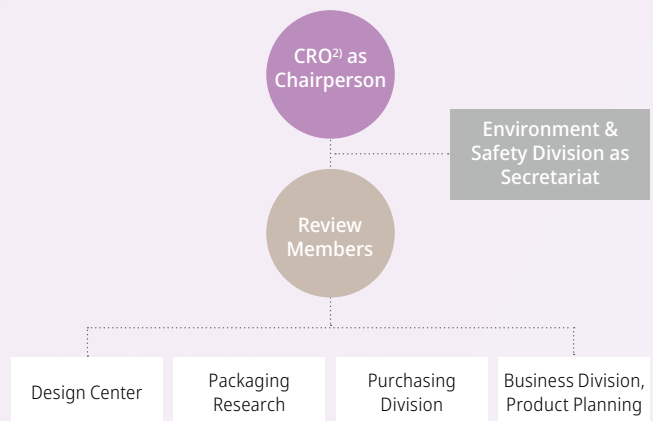 CRO2) as
Chairperson
Environment &
Safety Division as
Secretariat
Review
Members
Design Center
Packaging
Research
Purchasing
Division
Business Division,
Product Planning